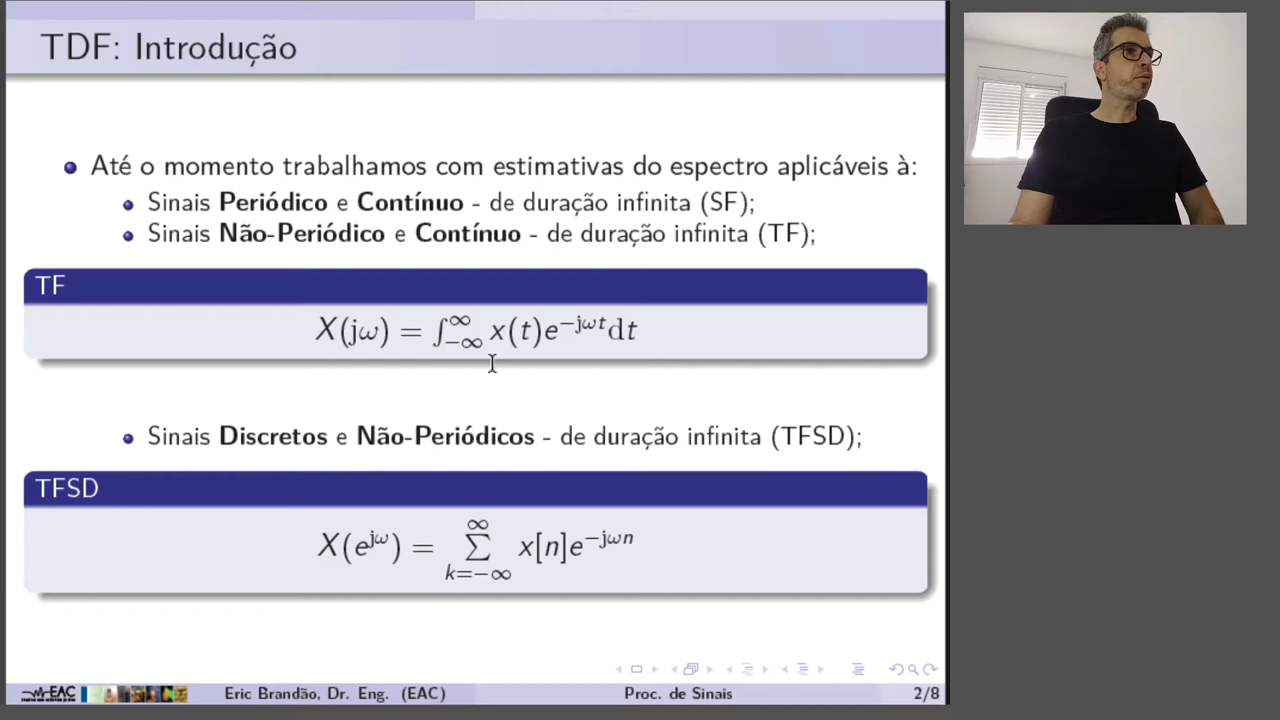 TDF: Introdução
Até o momento trabalhamos com estimativas do espectro aplicáveis à:
Sinais Periódico e Contínuo - de duração infinita (SF);
Sinais Não-Periódico e Contínuo - de duração infinita (TF);
TF
X(jω) = ∫_{-∞}^{∞} x(t)e^{-jωt}dt
Sinais Discretos e Não-Periódicos - de duração infinita (TFSD);
TFSD
X(e^{jω}) = ∑_{k=-∞}^{∞} x[n]e^{-jωn}
EAC Eric Brandão, Dr. Eng. (EAC) Proc. de Sinais 2/8